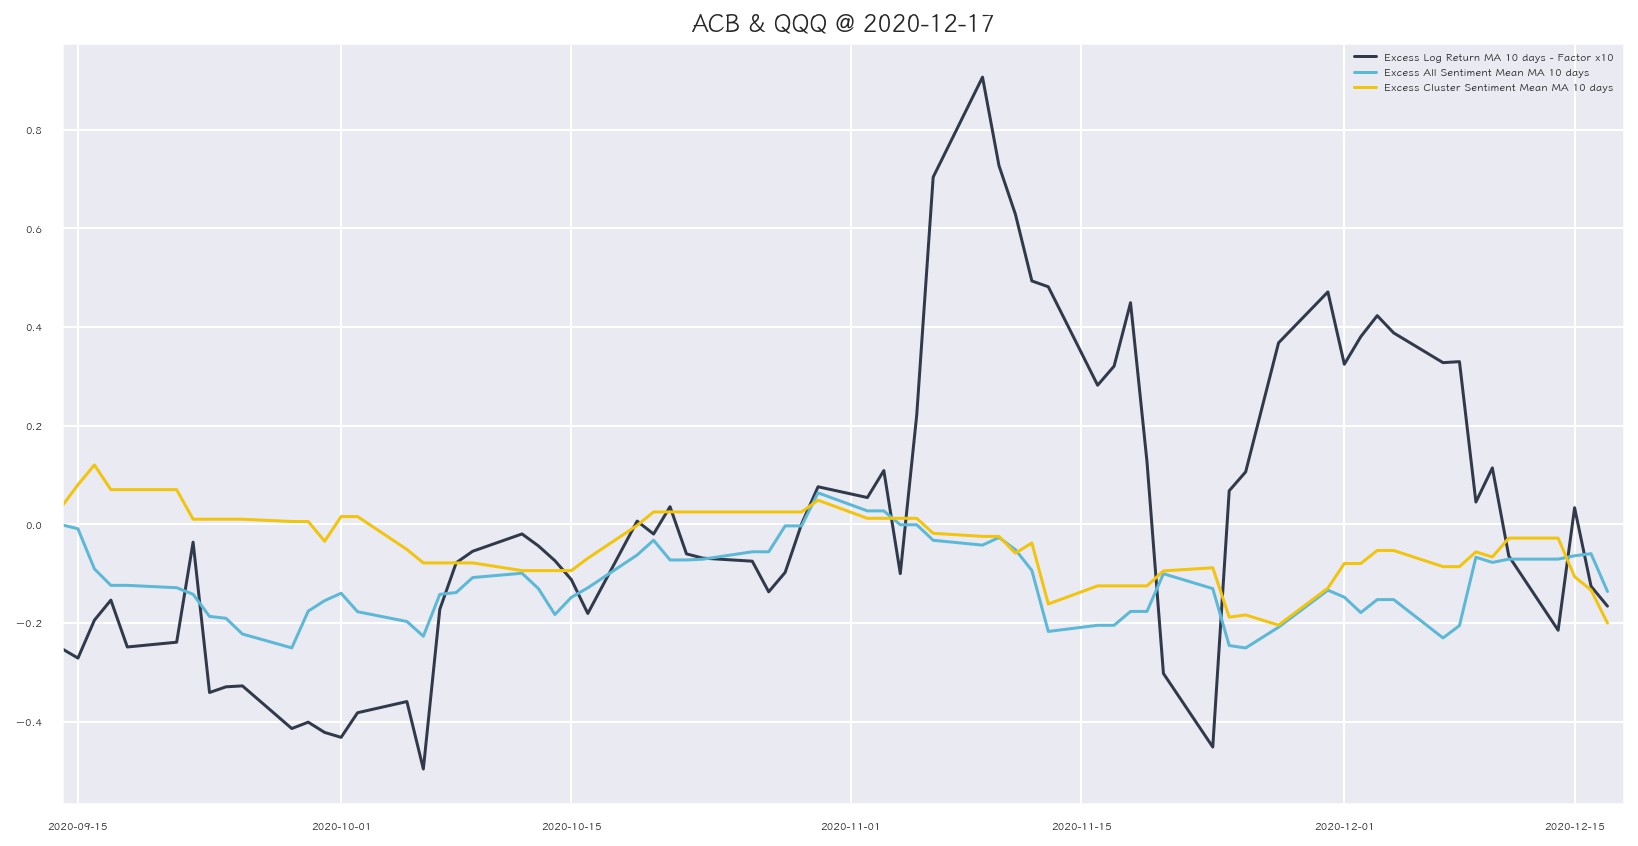 ACB & QQQ @ 2020-12-17
Excess Log Return MA 10 days - Factor x10
Excess All Sentiment Mean MA 10 days
Excess Cluster Sentiment Mean MA 10 days
0.8
0.6
0.4
0.2
0.0
−0.2
−0.4
2020-09-15 2020-10-01 2020-10-15 2020-11-01 2020-11-15 2020-12-01 2020-12-15